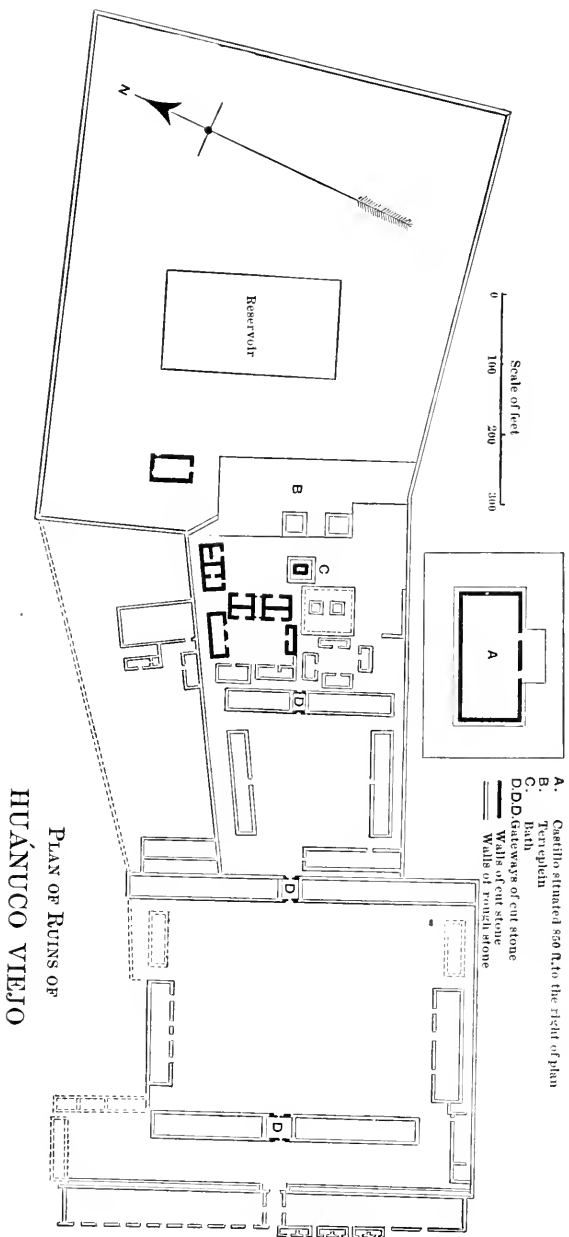 PLAN OF RUINS OF
HUÁNUCO VIEJO
A. Castillo situated 850 ft. to the right of plan
B. Terreplein
C. Bath
D.D.D. Gateways of cut stone
Walls of cut stone
Walls of rough stone
Scale of feet
0 100 200 300
N
Reservoir
A
B
C
D
D
D